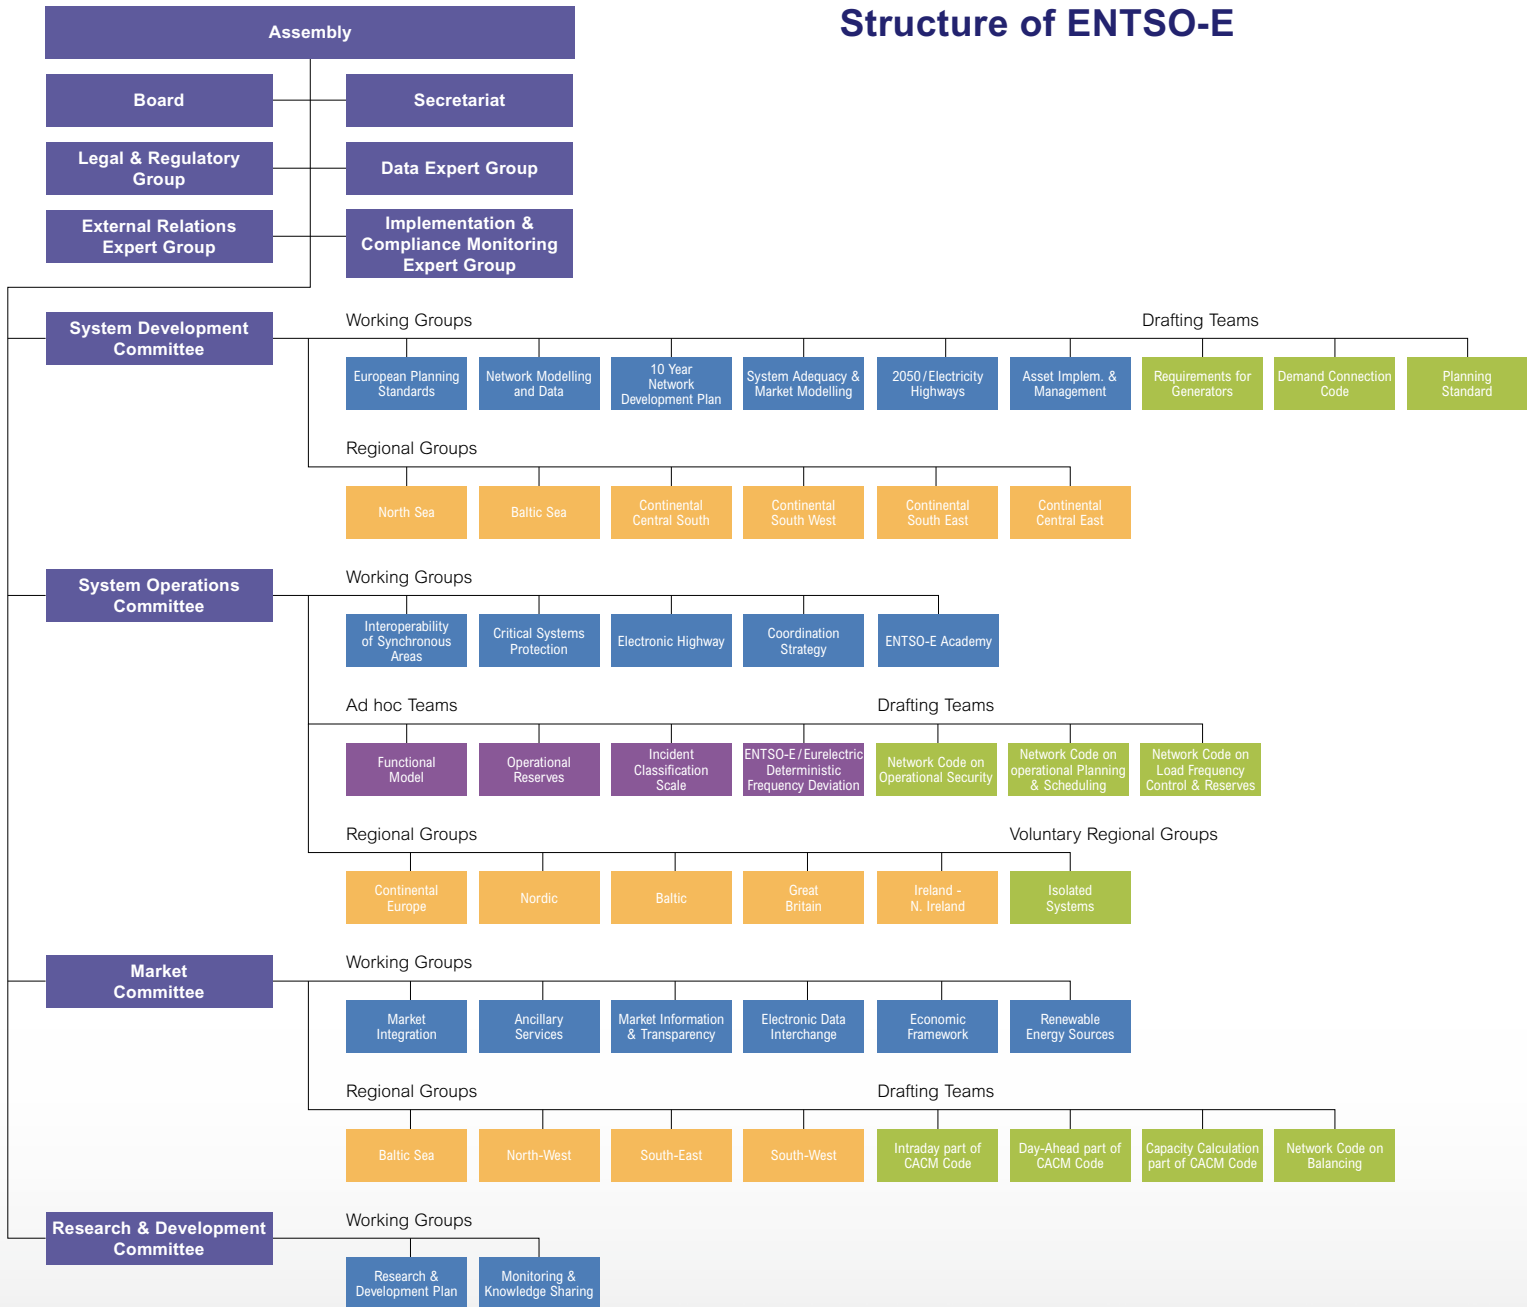 Structure of ENTSO-E
Assembly
Board
Secretariat
Legal & Regulatory
Group
Data Expert Group
External Relations
Expert Group
Implementation &
Compliance Monitoring
Expert Group
System Development
Committee
Working Groups
Drafting Teams
European Planning
Standards
Network Modelling
and Data
10 Year
Network
Development Plan
System Adequacy &
Market Modelling
2050/Electricity
Highways
Asset Implem. &
Management
Requirements for
Generators
Demand Connection
Code
Planning
Standard
Regional Groups
North Sea
Baltic Sea
Continental
Central South
Continental
South West
Continental
South East
Continental
Central East
System Operations
Committee
Working Groups
Interoperability
of Synchronous
Areas
Critical Systems
Protection
Electronic Highway
Coordination
Strategy
ENTSO-E Academy
Ad hoc Teams
Drafting Teams
Functional
Model
Operational
Reserves
Incident
Classification
Scale
ENTSO-E/Eurelectric
Deterministic
Frequency Deviation
Network Code on
Operational Security
Network Code on
operational Planning
& Scheduling
Network Code on
Load Frequency
Control & Reserves
Regional Groups
Voluntary Regional Groups
Continental
Europe
Nordic
Baltic
Great
Britain
Ireland -
N. Ireland
Isolated
Systems
Market
Committee
Working Groups
Market
Integration
Ancillary
Services
Market Information
& Transparency
Electronic Data
Interchange
Economic
Framework
Renewable
Energy Sources
Regional Groups
Drafting Teams
Baltic Sea
North-West
South-East
South-West
Intraday part of
CACM Code
Day-Ahead part of
CACM Code
Capacity Calculation
part of CACM Code
Network Code on
Balancing
Research & Development
Committee
Working Groups
Research &
Development Plan
Monitoring &
Knowledge Sharing